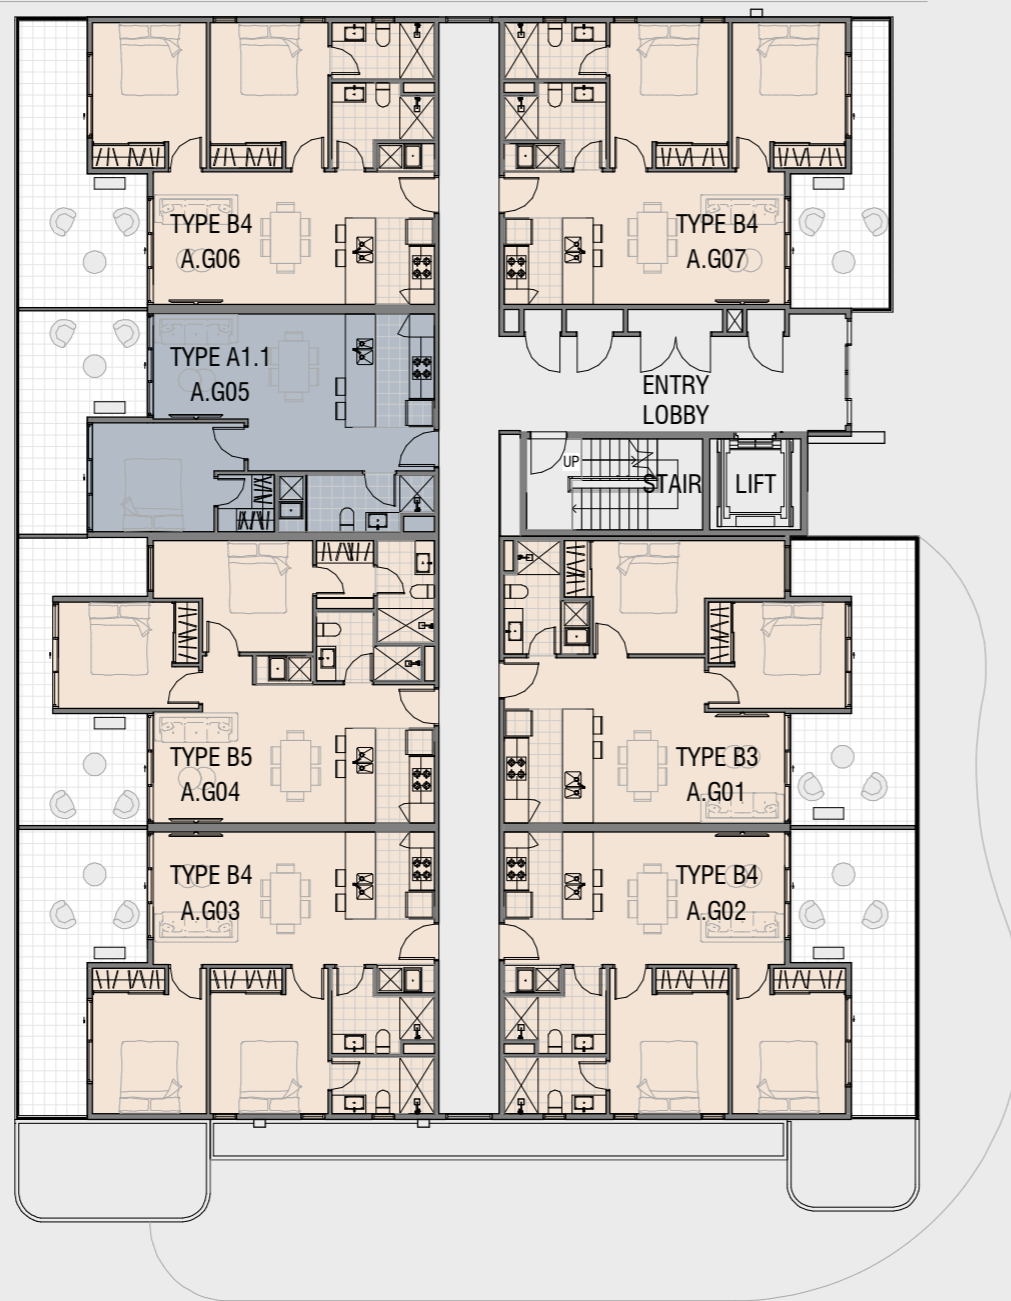 TYPE B4
A.G06
TYPE B4
A.G07
TYPE A1.1
A.G05
ENTRY
LOBBY
UP
STAIR
LIFT
TYPE B5
A.G04
TYPE B3
A.G01
TYPE B4
A.G03
TYPE B4
A.G02